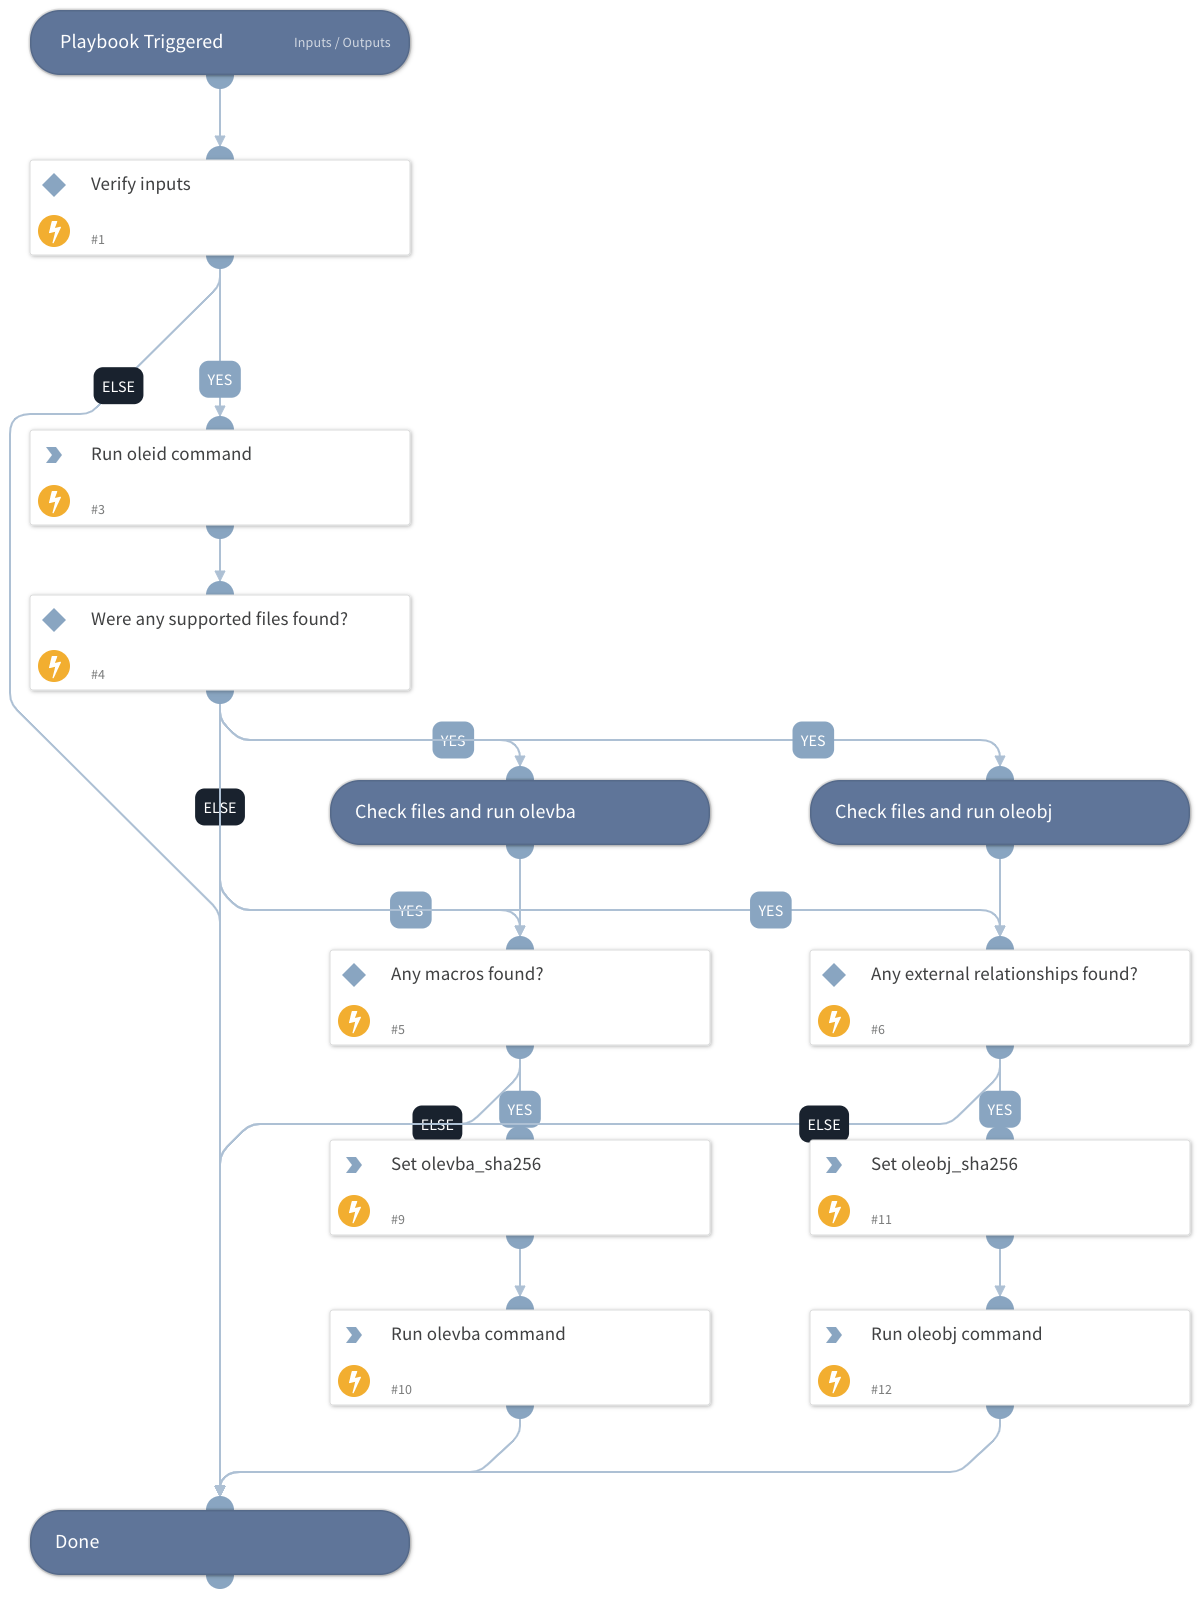 Playbook Triggered
Inputs / Outputs
Verify inputs
#1
ELSE
YES
Run oleid command
#3
Were any supported files found?
#4
YES
YES
ELSE
Check files and run olevba
Check files and run oleobj
YES
YES
Any macros found?
#5
Any external relationships found?
#6
ELSE
YES
ELSE
YES
Set olevba_sha256
#9
Set oleobj_sha256
#11
Run olevba command
#10
Run oleobj command
#12
Done